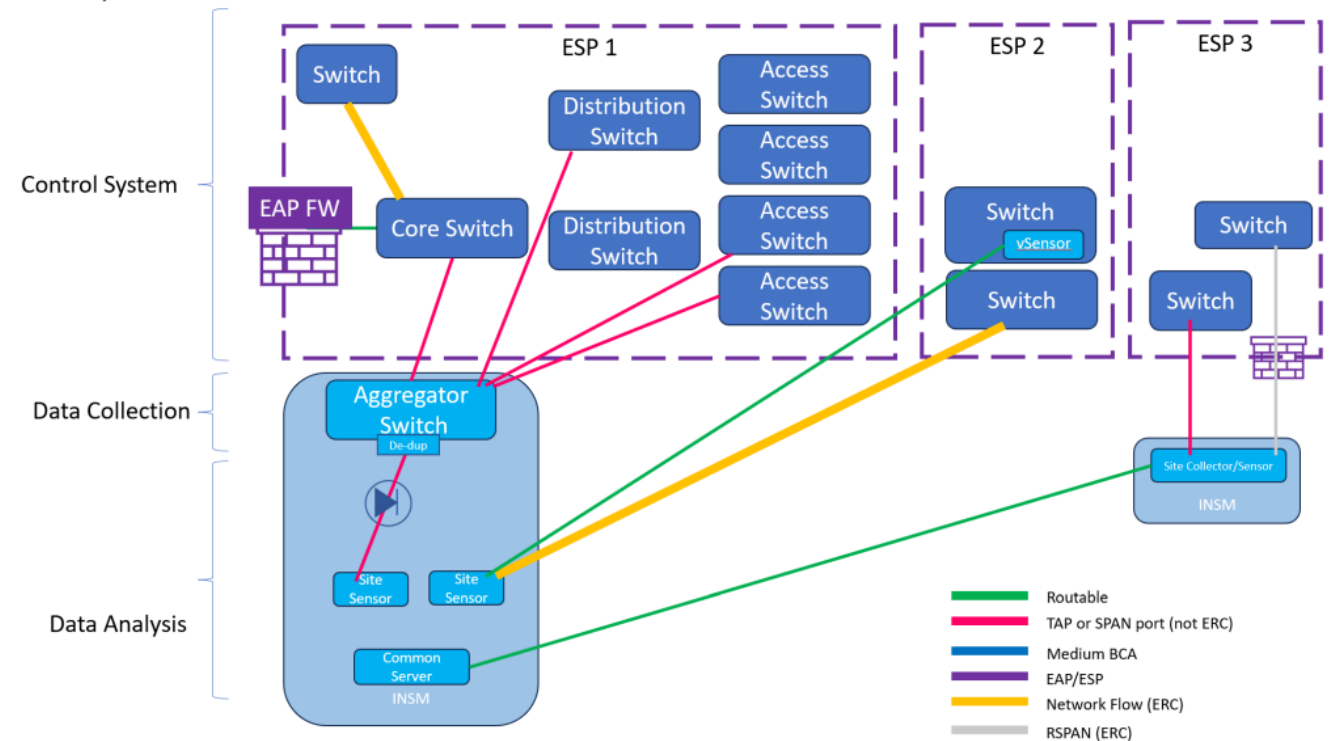 ESP 1
ESP 2
ESP 3
Control System
Switch
EAP FW
Core Switch
Distribution
Switch
Distribution
Switch
Access
Switch
Access
Switch
Access
Switch
Access
Switch
Switch
vSensor
Switch
Switch
Switch
Data Collection
Aggregator
Switch
De-dup
Site Collector/Sensor
INSM
Data Analysis
Site
Sensor
Site
Sensor
Common
Server
INSM
Routable
TAP or SPAN port (not ERC)
Medium BCA
EAP/ESP
Network Flow (ERC)
RSPAN (ERC)